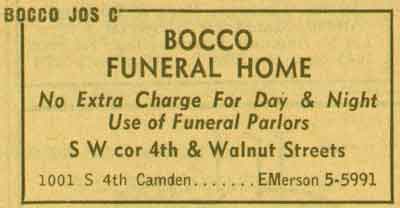 BOCCO JOS C
BOCCO
FUNERAL HOME
No Extra Charge For Day & Night
Use of Funeral Parlors
S W cor 4th & Walnut Streets
1001 S 4th Camden.......EMerson 5-5991